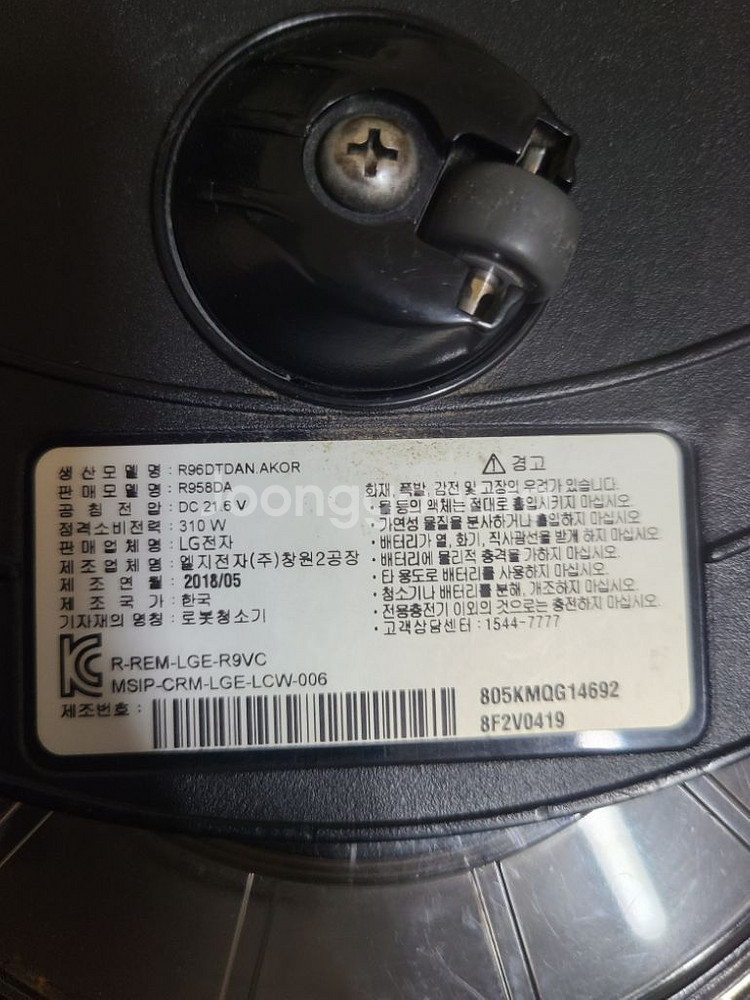 생산모델명 : R96DTDAN.AKOR
판매모델명 : R958DA
공칭전압 : DC 21.6 V
정격소비전력 : 310 W
판매업체명 : LG전자
제조업체명 : 엘지전자(주)창원2공장
제조연월 : 2018/05
제조국가 : 한국
기자재의 명칭 : 로봇청소기
R-REM-LGE-R9VC
MSIP-CRM-LGE-LCW-006
제조번호 :
⚠ 경고
화재, 폭발, 감전 및 고장의 우려가 있습니다.
• 물 등의 액체는 절대로 흡입시키지 마십시오.
• 가연성 물질을 분사하거나 흡입하지 마십시오.
• 배터리가 열, 화기, 직사광선을 받게 하지 마십시오.
• 배터리에 물리적 충격을 가하지 마십시오.
• 타 용도로 배터리를 사용하지 마십시오.
• 청소기나 배터리를 분해, 개조하지 마십시오.
• 전용충전기 이외의 것으로는 충전하지 마십시오.
• 고객상담센터 : 1544-7777
805KMQG14692
8F2V0419